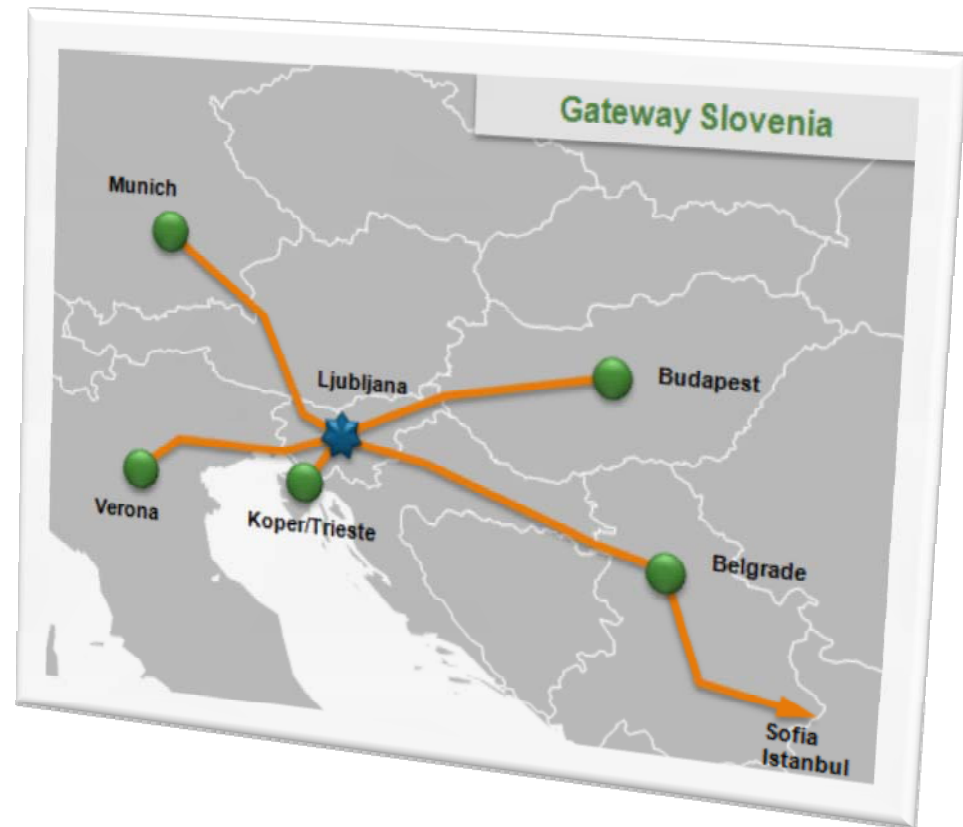 Gateway Slovenia
Munich
Ljubljana
Budapest
Verona
Koper/Trieste
Belgrade
Sofia
Istanbul